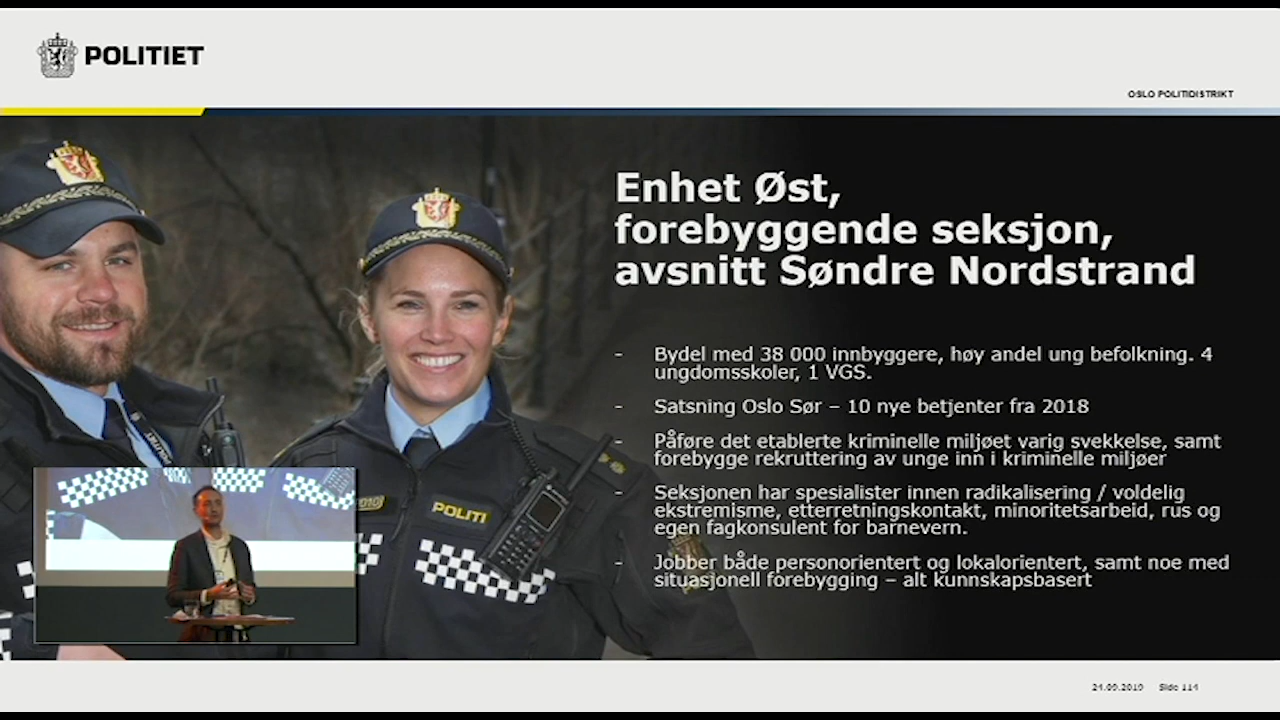 POLITIET
OSLO POLITIDISTRIKT
Enhet Øst,
forebyggende seksjon,
avsnitt Søndre Nordstrand
- Bydel med 38 000 innbyggere, høy andel ung befolkning. 4
ungdomsskoler, 1 VGS.
- Satsning Oslo Sør – 10 nye betjenter fra 2018
- Påføre det etablerte kriminelle miljøet varig svekkelse, samt
forebygge rekruttering av unge inn i kriminelle miljøer
- Seksjonen har spesialister innen radikalisering / voldelig
ekstremisme, etterretningskontakt, minoritetsarbeid, rus og
egen fagkonsulent for barnevern.
- Jobber både personorientert og lokalorientert, samt noe med
situasjonell forebygging – alt kunnskapsbasert
POLITI
Side 114